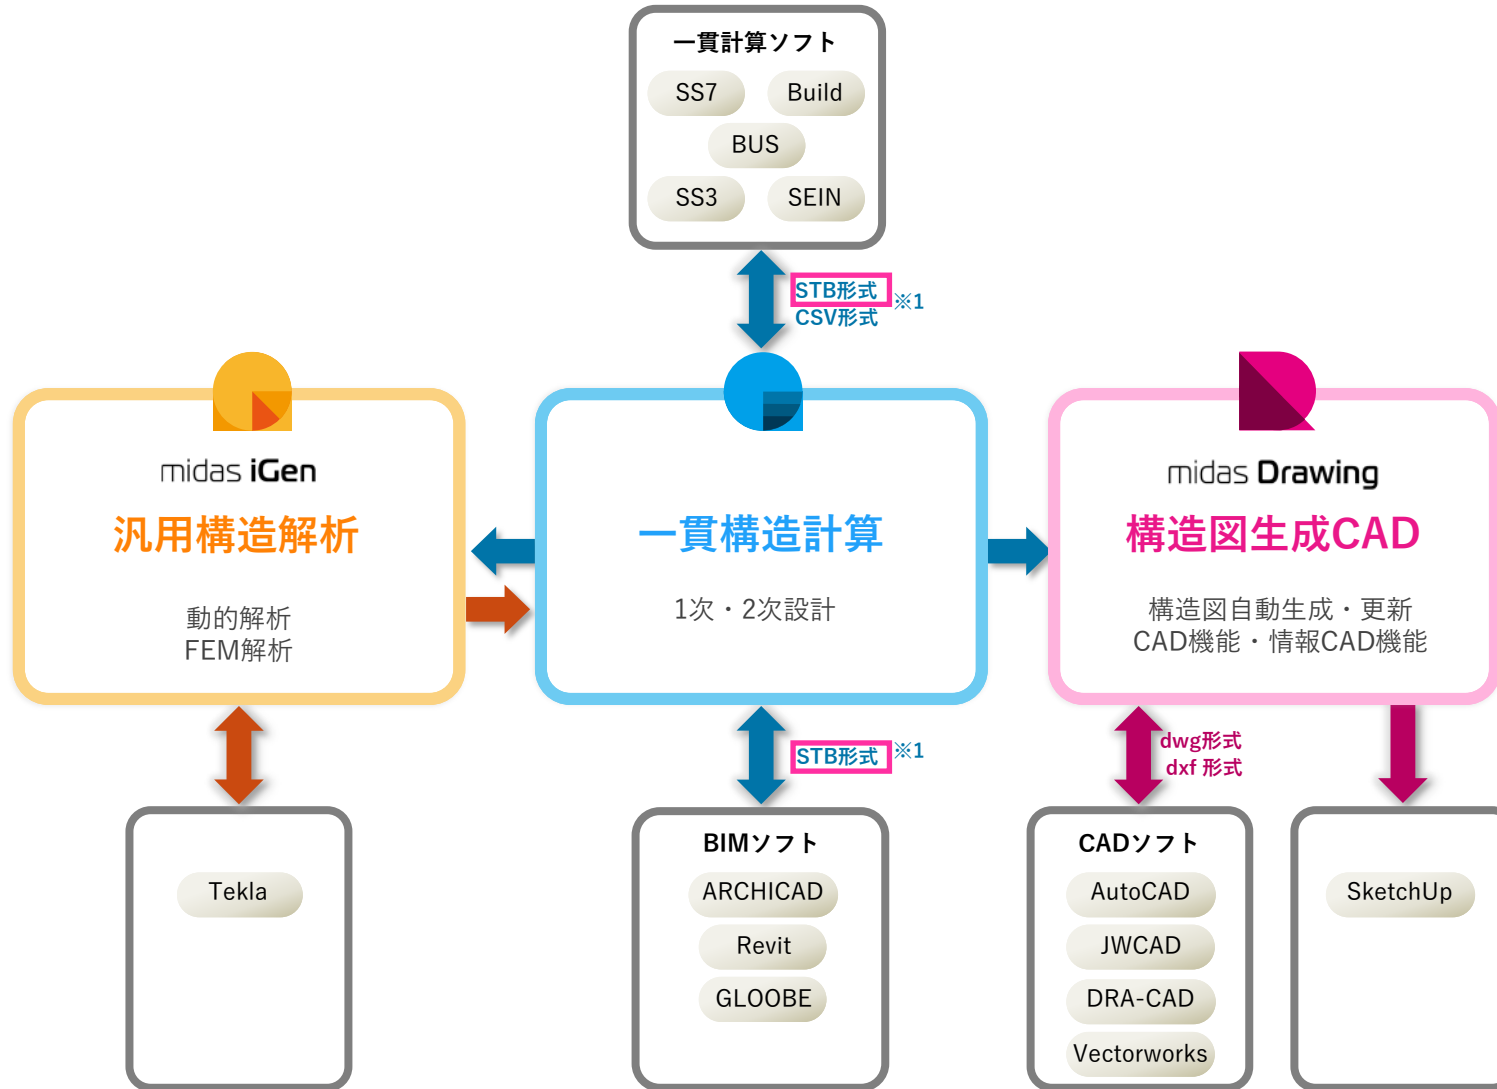 一貫計算ソフト
SS7
Build
BUS
SS3
SEIN
STB形式
※1
CSV形式
midas iGen
汎用構造解析
動的解析
FEM解析
一貫構造計算
1次・2次設計
midas Drawing
構造図生成CAD
構造図自動生成・更新
CAD機能・情報CAD機能
STB形式
※1
dwg形式
dxf 形式
Tekla
BIMソフト
ARCHICAD
Revit
GLOOBE
CADソフト
AutoCAD
JWCAD
DRA-CAD
Vectorworks
SketchUp